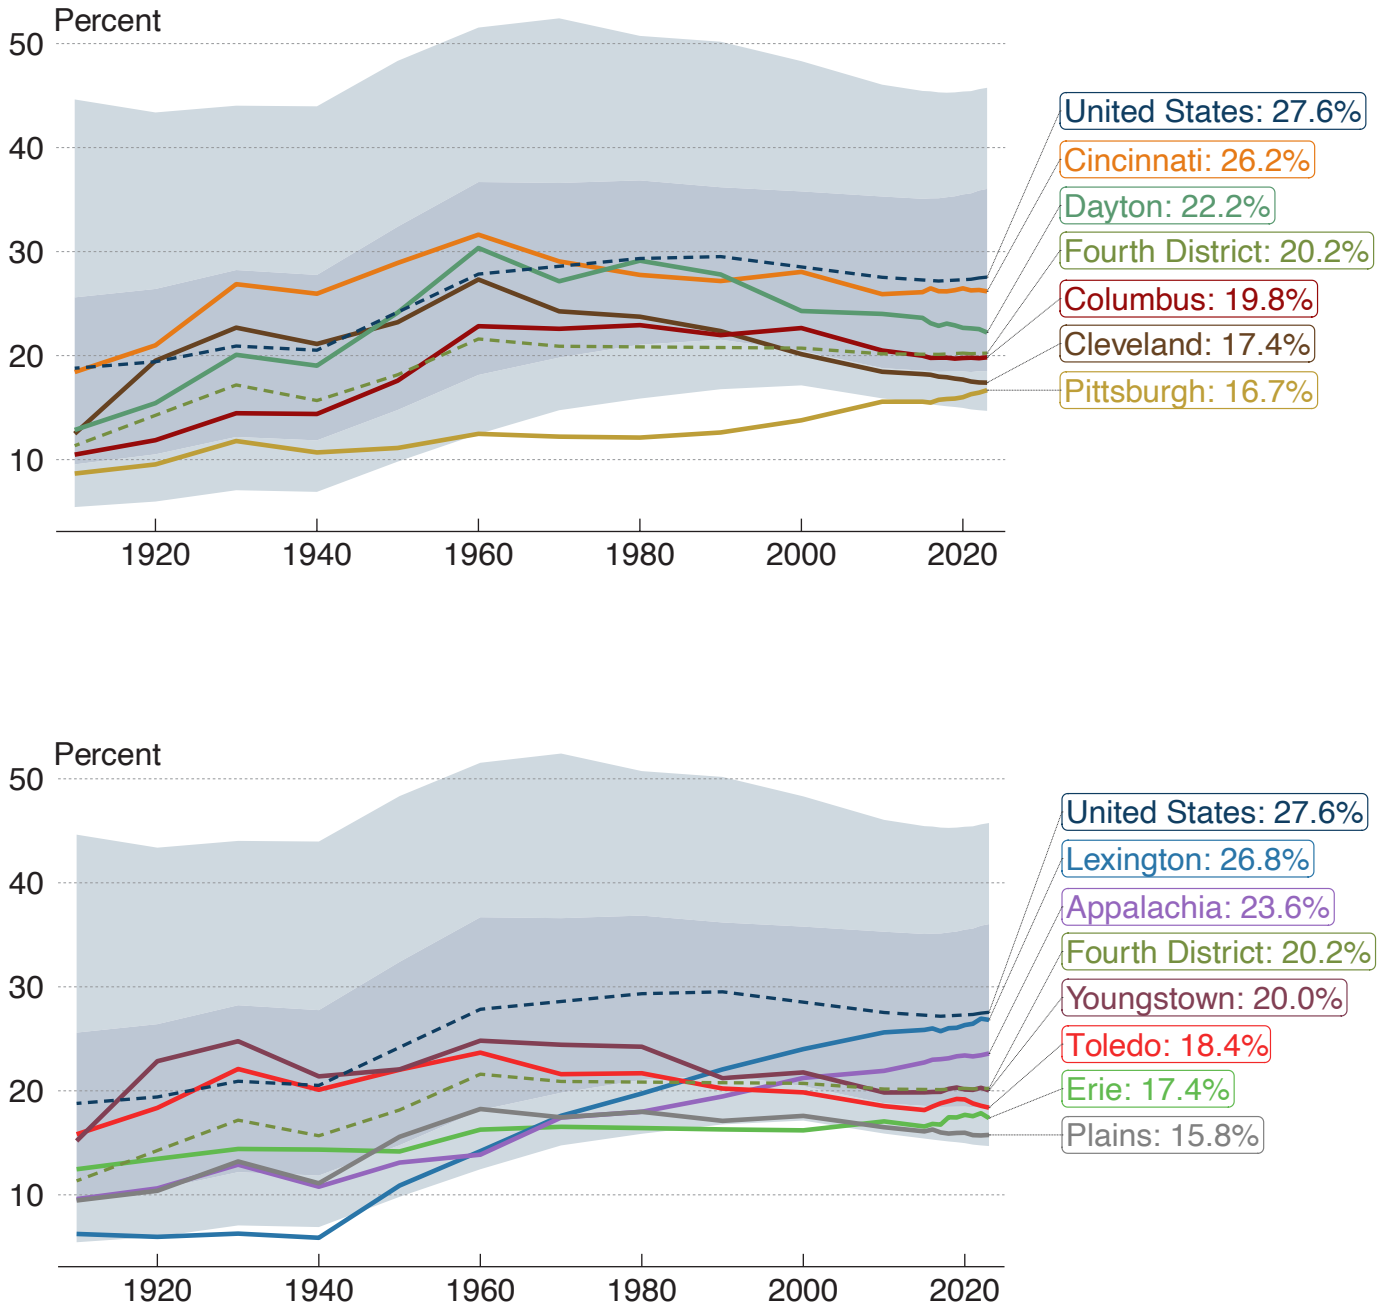 Percent
50
40
30
20
10
1920 1940 1960 1980 2000 2020
United States: 27.6%
Cincinnati: 26.2%
Dayton: 22.2%
Fourth District: 20.2%
Columbus: 19.8%
Cleveland: 17.4%
Pittsburgh: 16.7%
Percent
50
40
30
20
10
1920 1940 1960 1980 2000 2020
United States: 27.6%
Lexington: 26.8%
Appalachia: 23.6%
Fourth District: 20.2%
Youngstown: 20.0%
Toledo: 18.4%
Erie: 17.4%
Plains: 15.8%